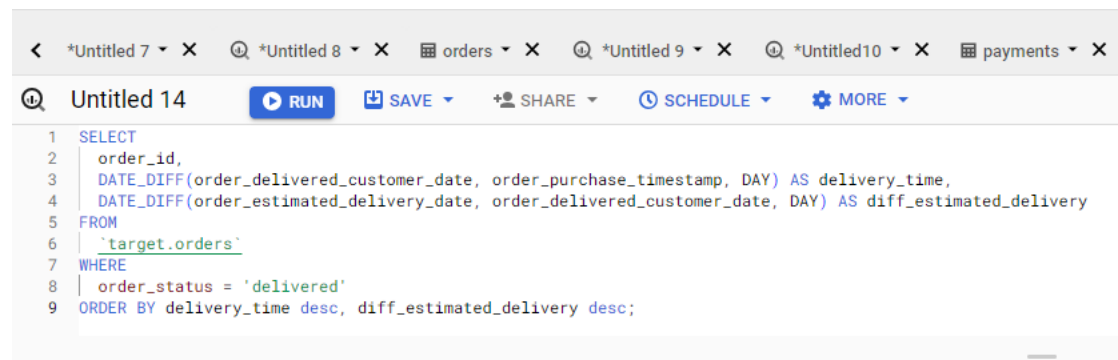 *Untitled 7 *Untitled 8 orders *Untitled 9 *Untitled10 payments
Untitled 14 RUN SAVE SHARE SCHEDULE MORE
1 SELECT
2 order_id,
3 DATE_DIFF(order_delivered_customer_date, order_purchase_timestamp, DAY) AS delivery_time,
4 DATE_DIFF(order_estimated_delivery_date, order_delivered_customer_date, DAY) AS diff_estimated_delivery
5 FROM
6 `target.orders`
7 WHERE
8 order_status = 'delivered'
9 ORDER BY delivery_time desc, diff_estimated_delivery desc;